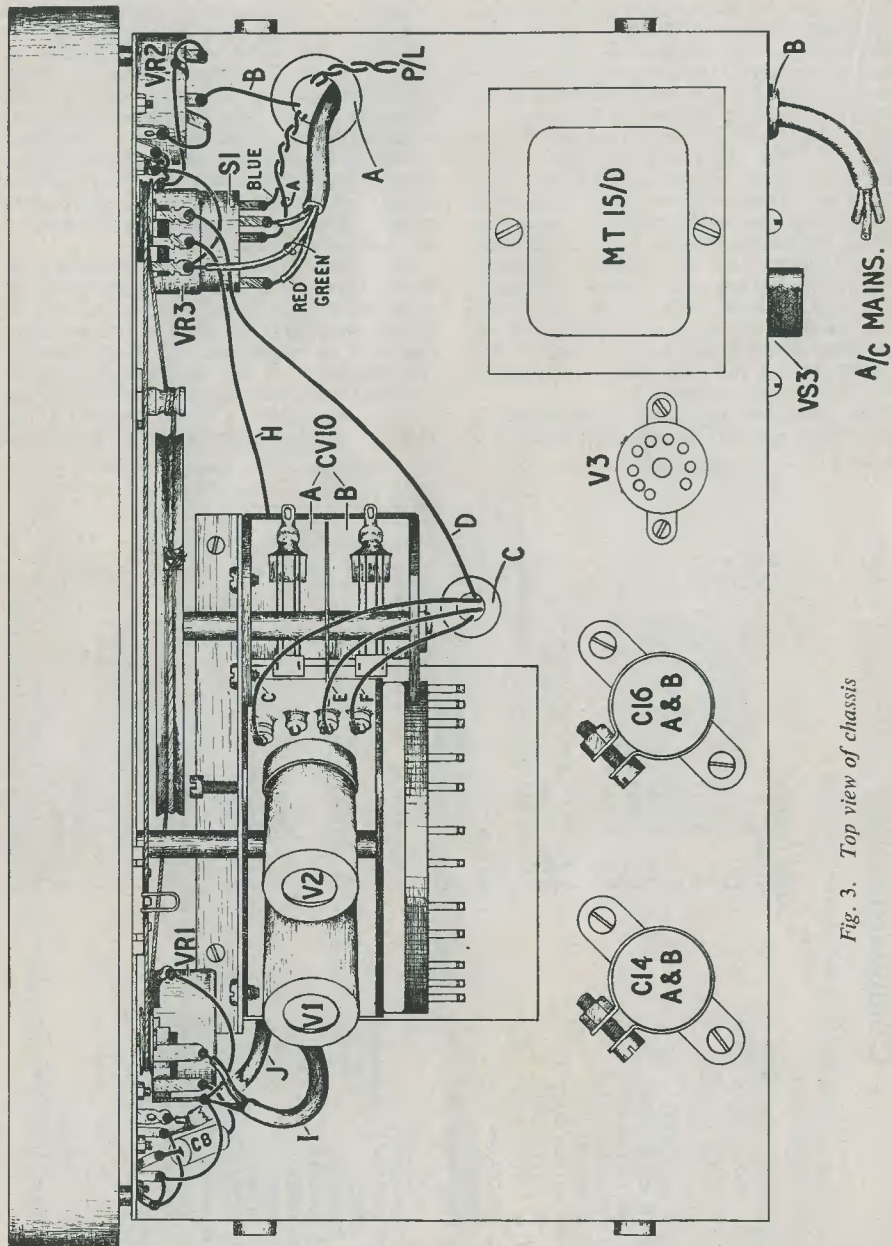 VR2
B
P/L
A
BLUE
A
S1
VR3
RED
GREEN
H
A
CV10
B
D
C
C
C
E
F
VR1
V2
V1
J
I
C8
MT 15/D
B
A/C MAINS.
VS3
V3
C16
A & B
C14
A & B
Fig. 3. Top view of chassis